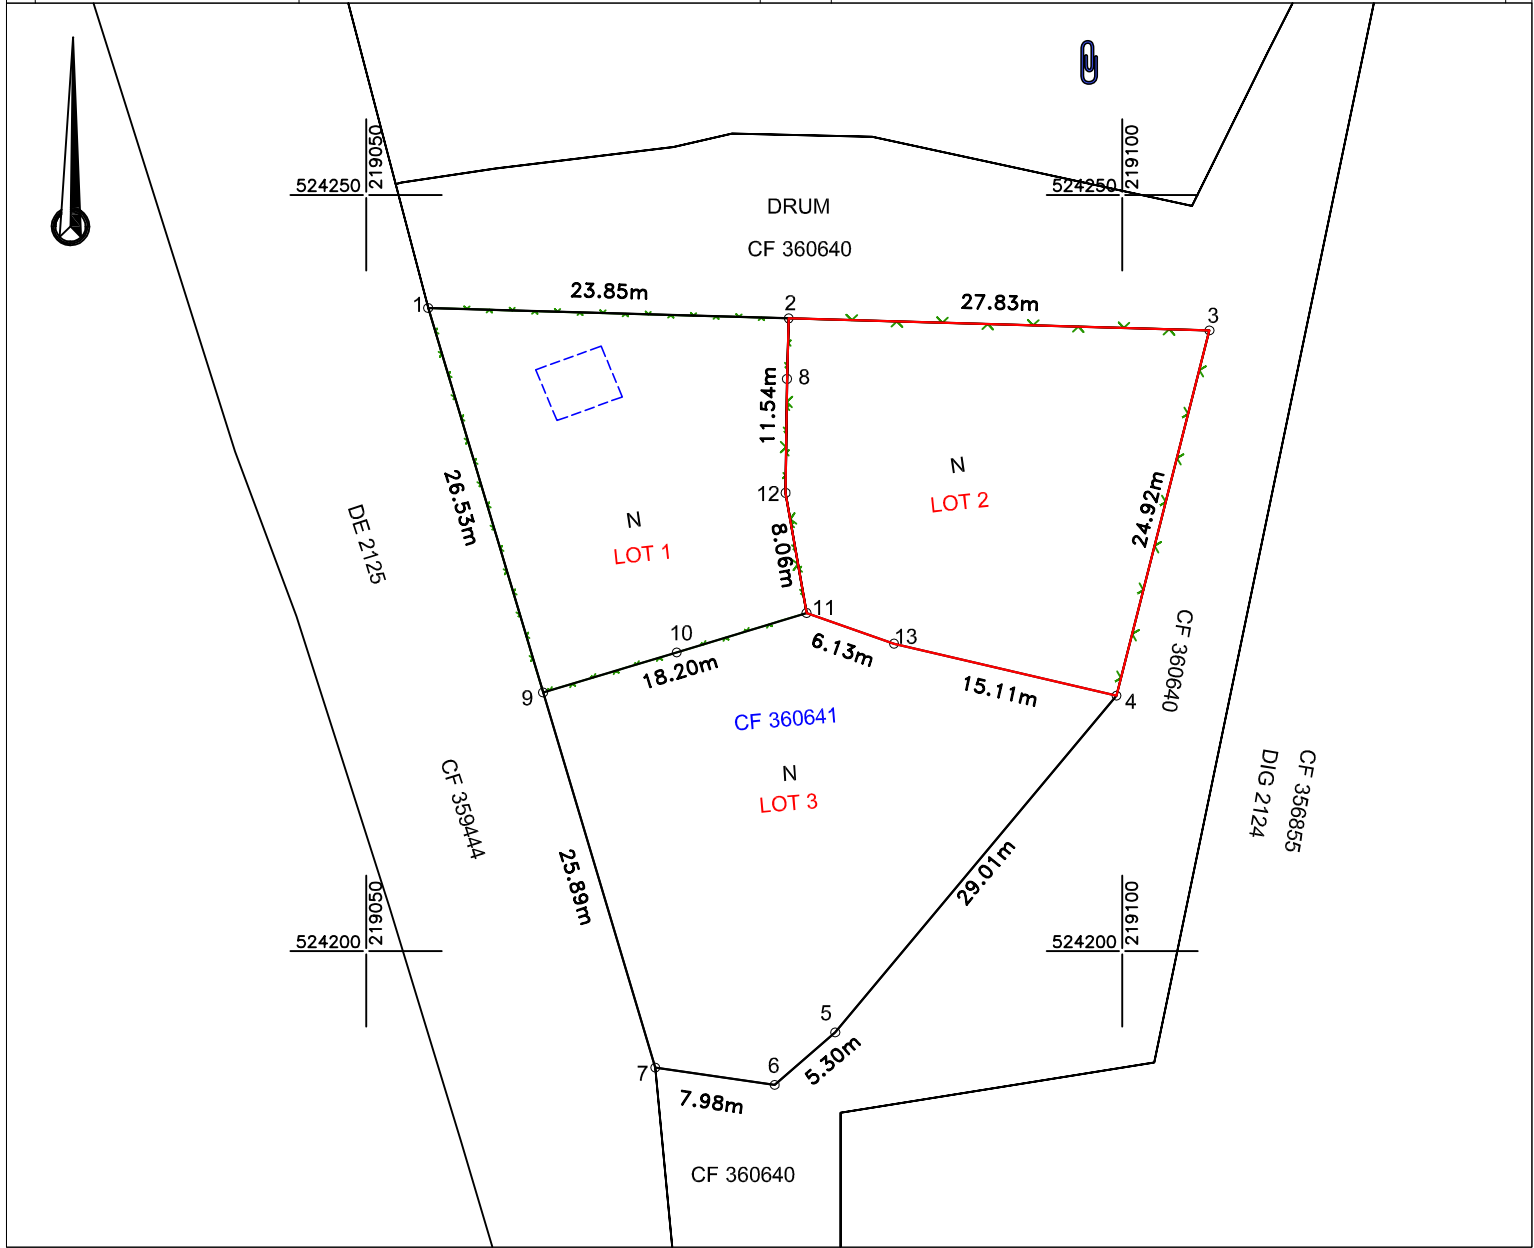 219050
219100
524250
524250
DRUM
CF 360640
23.85m
27.83m
1
2
3
8
11.54m
N
LOT 2
26.53m
12
24.92m
N
LOT 1
8.06m
DE 2125
11
10
13
6.13m
18.20m
15.11m
9
4
CF 360640
CF 360641
N
LOT 3
CF 359444
CF 356855
DIG 2124
25.89m
29.01m
219050
219100
524200
524200
5
6
7
5.30m
7.98m
CF 360640